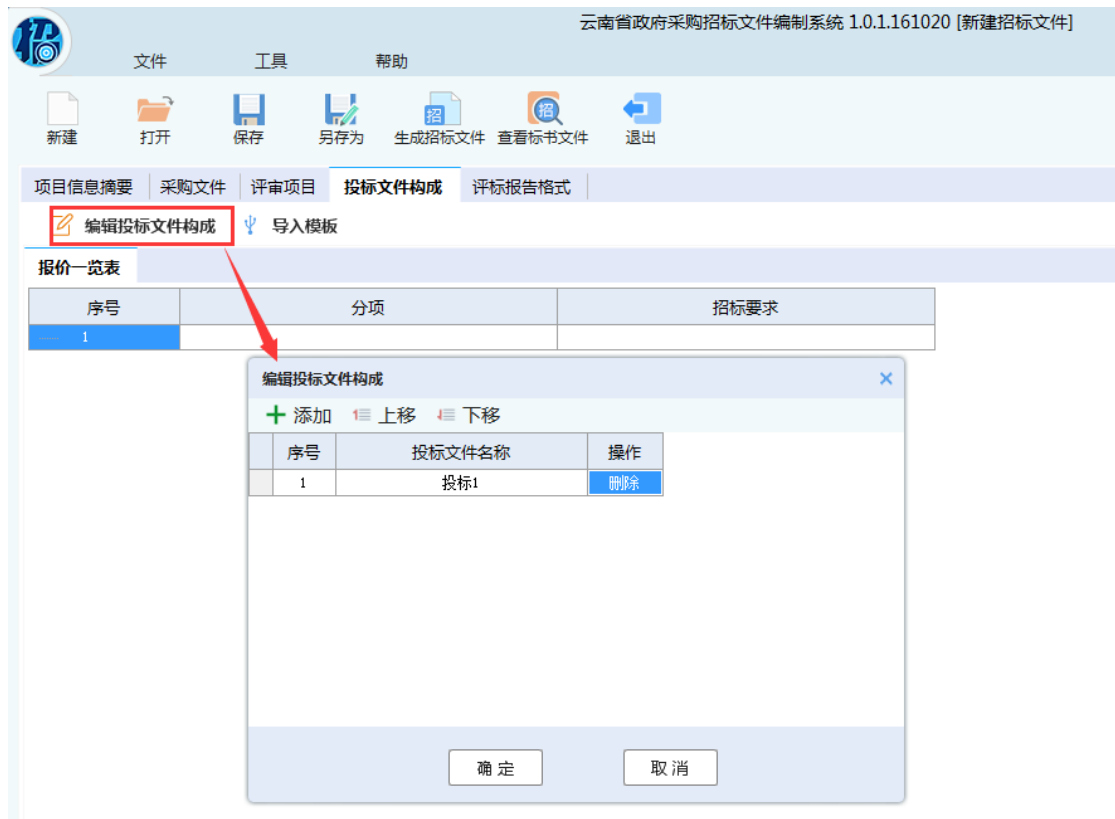 云南省政府采购招标文件编制系统 1.0.1.161020 [新建招标文件]
招
文件 工具 帮助
招 招
新建 打开 保存 另存为 生成招标文件 查看标书文件 退出
项目信息摘要 采购文件 评审项目 投标文件构成 评标报告格式
编辑投标文件构成 导入模板
报价一览表
序号 分项 招标要求
1
编辑投标文件构成
添加 上移 下移
序号 投标文件名称 操作
1 投标1 删除
确定 取消